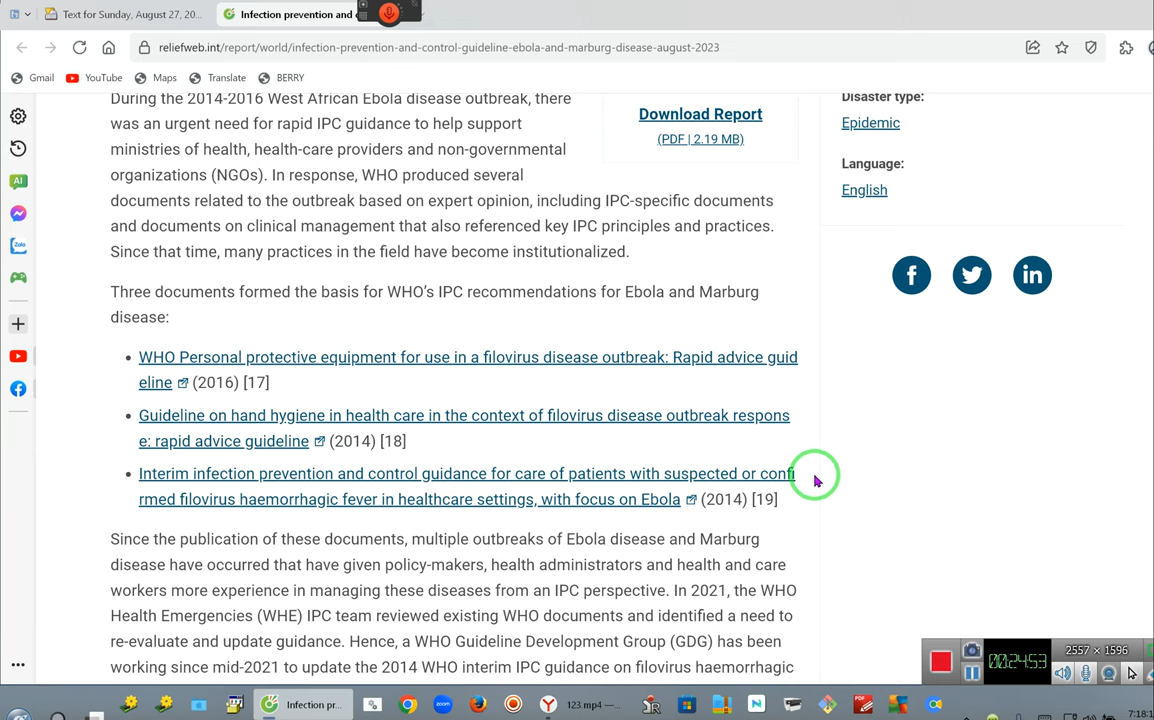 Text for Sunday, August 27, 20...
Infection prevention and
reliefweb.int/report/world/infection-prevention-and-control-guideline-ebola-and-marburg-disease-august-2023
Gmail
YouTube
Maps
Translate
BERRY
AI
Zalo
During the 2014-2016 West African Ebola disease outbreak, there
was an urgent need for rapid IPC guidance to help support
ministries of health, health-care providers and non-governmental
organizations (NGOs). In response, WHO produced several
documents related to the outbreak based on expert opinion, including IPC-specific documents
and documents on clinical management that also referenced key IPC principles and practices.
Since that time, many practices in the field have become institutionalized.
Three documents formed the basis for WHO's IPC recommendations for Ebola and Marburg
disease:
• WHO Personal protective equipment for use in a filovirus disease outbreak: Rapid advice guid
eline (2016) [17]
• Guideline on hand hygiene in health care in the context of filovirus disease outbreak respons
e: rapid advice guideline (2014) [18]
• Interim infection prevention and control guidance for care of patients with suspected or confi
rmed filovirus haemorrhagic fever in healthcare settings, with focus on Ebola (2014) [19]
Since the publication of these documents, multiple outbreaks of Ebola disease and Marburg
disease have occurred that have given policy-makers, health administrators and health and care
workers more experience in managing these diseases from an IPC perspective. In 2021, the WHO
Health Emergencies (WHE) IPC team reviewed existing WHO documents and identified a need to
re-evaluate and update guidance. Hence, a WHO Guideline Development Group (GDG) has been
working since mid-2021 to update the 2014 WHO interim IPC guidance on filovirus haemorrhagic
Download Report
(PDF | 2.19 MB)
Disaster type:
Epidemic
Language:
English
00:24:53
2557 × 1596
Infection pr...
123.mp4 —...
7:18:1